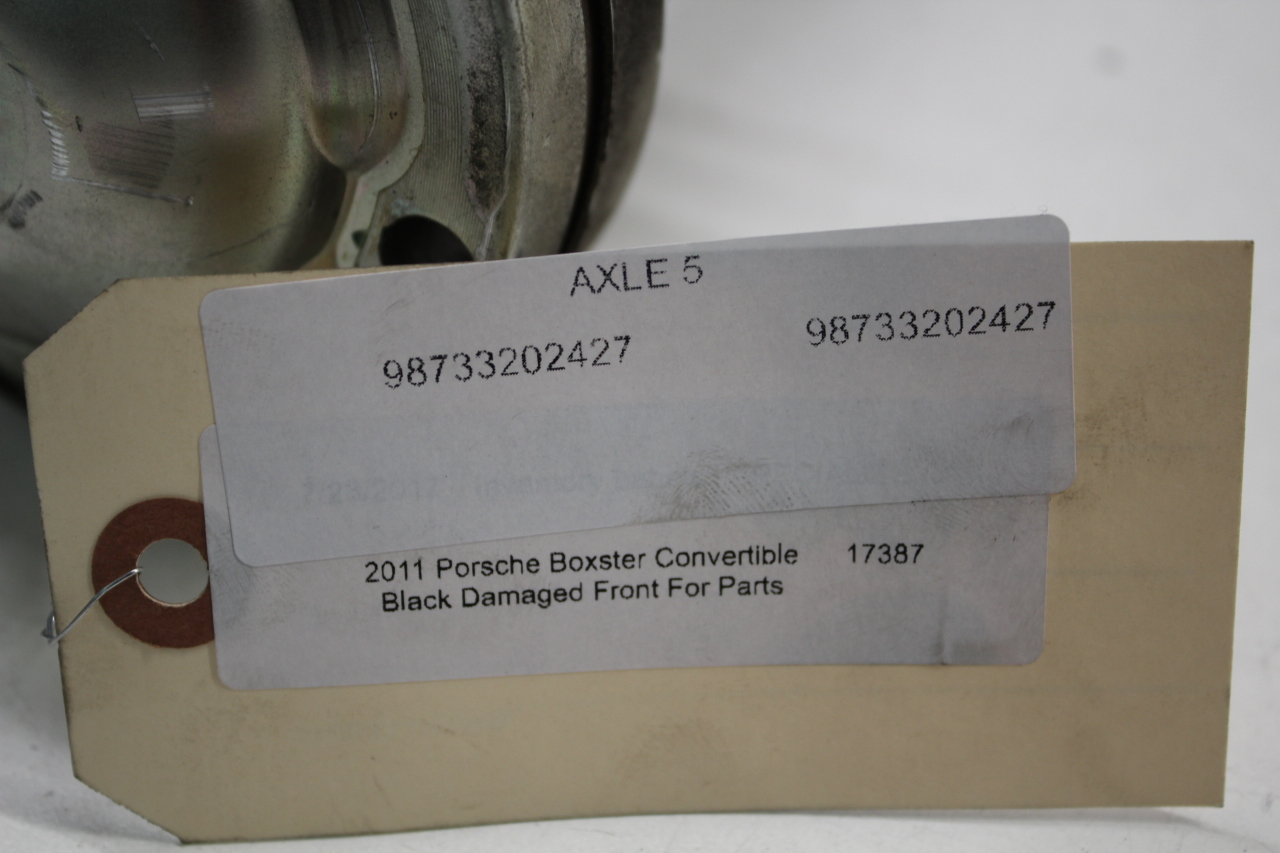 AXLE 5
98733202427 98733202427
2011 Porsche Boxster Convertible 17387
Black Damaged Front For Parts